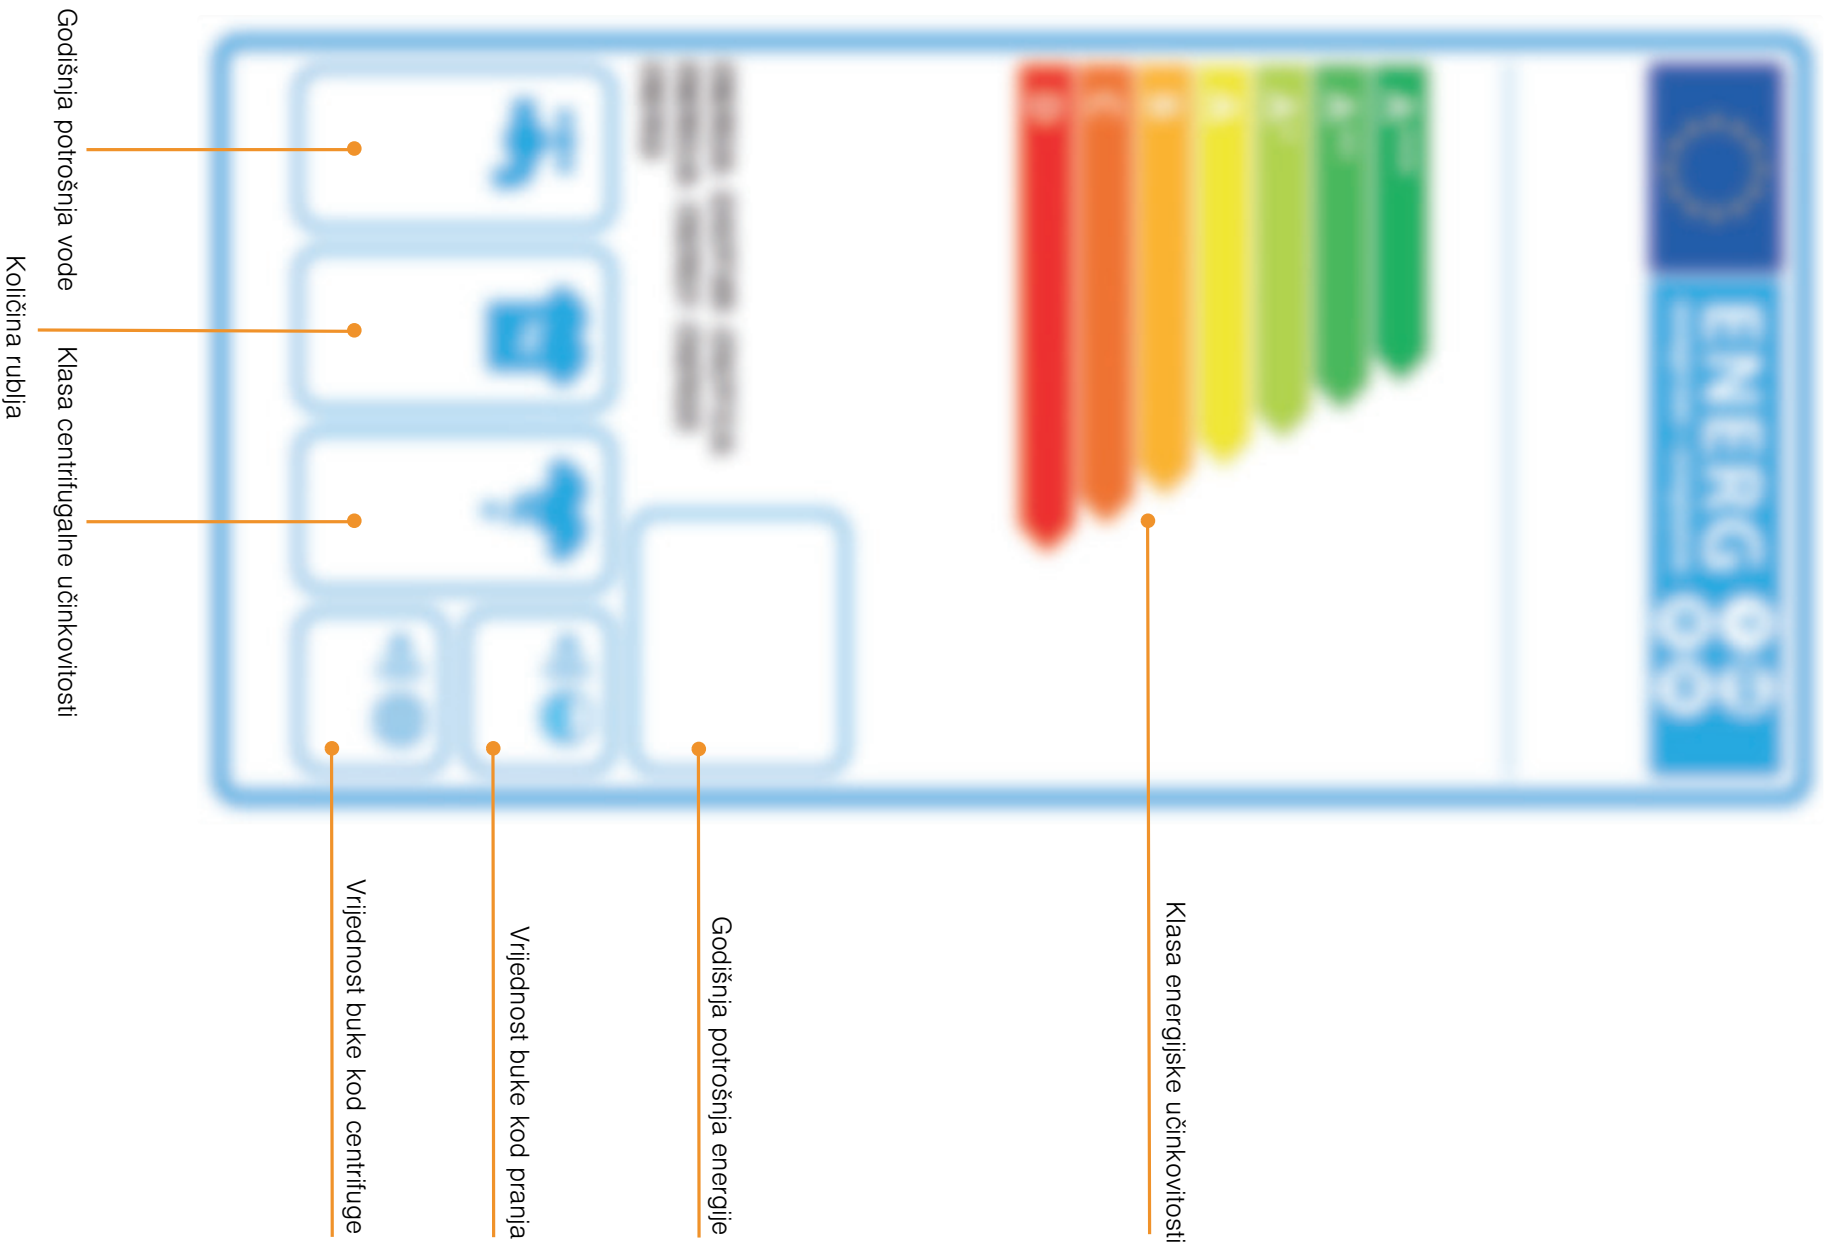 ENERG
A
A
A
A
B
C
D
Klasa energijske učinkovitosti
Godišnja potrošnja energije
Vrijednost buke kod pranja
Vrijednost buke kod centrifuge
Godišnja potrošnja vode
Klasa centrifugalne učinkovitosti
Količina rublja